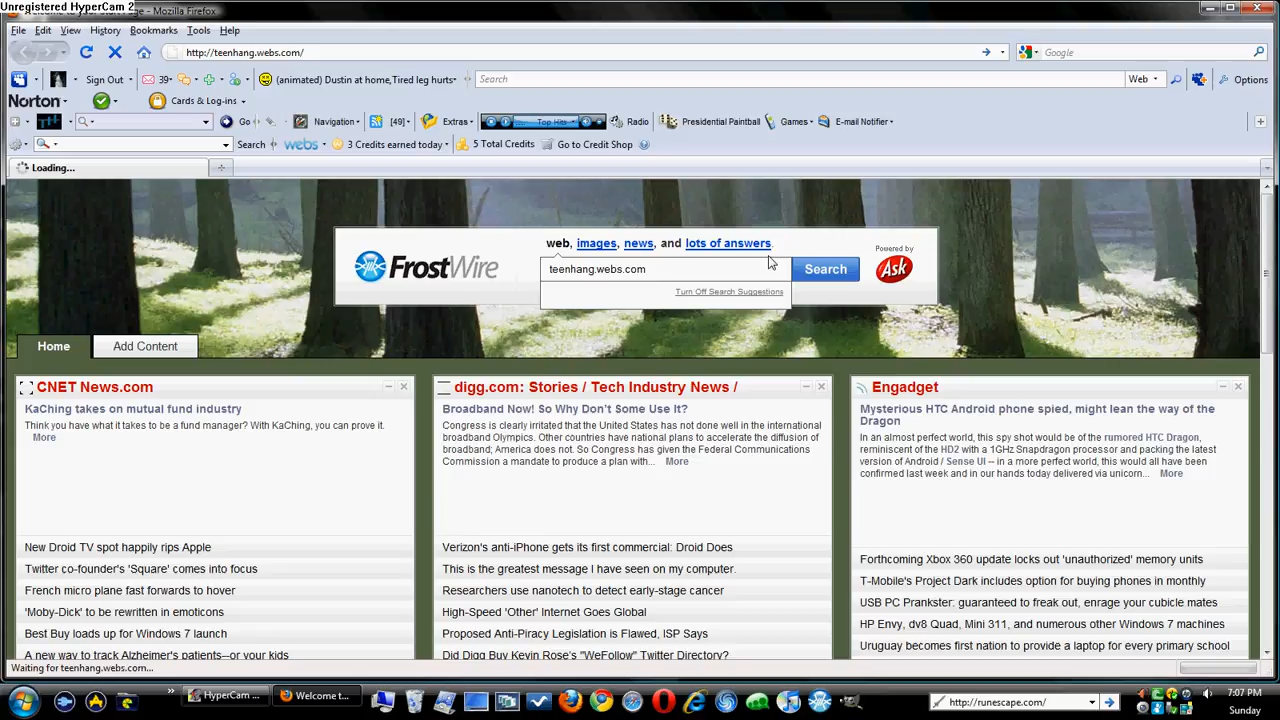 Unregistered HyperCam 2
Mozilla Firefox
File Edit View History Bookmarks Tools
http://teenhang.webs.com/
Google
Sign Out 39 (animated) Dustin at home,Tired leg hurts Search Web Options
Norton Cards & Log-ins
Go Navigation [49] Extras Top Hits Radio Presidential Paintball Games E-mail Notifier
Search webs 3 Credits earned today 5 Total Credits Go to Credit Shop
Loading...
web, images, news, and lots of answers.
Powered by
FrostWire
teenhang.webs.com
Search
Ask
Turn Off Search Suggestions
Home Add Content
CNET News.com
KaChing takes on mutual fund industry
Think you have what it takes to be a fund manager? With KaChing, you can prove it.
More
New Droid TV spot happily rips Apple
Twitter co-founder's 'Square' comes into focus
French micro plane fast forwards to hover
'Moby-Dick' to be rewritten in emoticons
Best Buy loads up for Windows 7 launch
A new way to track Alzheimer's patients--or your kids
digg.com: Stories / Tech Industry News /
Broadband Now! So Why Don't Some Use It?
Congress is clearly irritated that the United States has not done well in the international
broadband Olympics. Other countries have national plans to accelerate the diffusion of
broadband; America does not. So Congress has given the Federal Communications
Commission a mandate to produce a plan with... More
Verizon's anti-iPhone gets its first commercial: Droid Does
This is the greatest message I have seen on my computer.
Researchers use nanotech to detect early-stage cancer
High-Speed 'Other' Internet Goes Global
Proposed Anti-Piracy Legislation is Flawed, ISP Says
Did Digg Buy Kevin Rose's "WeFollow" Twitter Directory?
Engadget
Mysterious HTC Android phone spied, might lean the way of the
Dragon
In an almost perfect world, this spy shot would be of the rumored HTC Dragon,
reminiscent of the HD2 with a 1GHz Snapdragon processor and packing the latest
version of Android / Sense UI -- in a more perfect world, this would all have been
confirmed last week and in our hands today delivered via unicorn... More
Forthcoming Xbox 360 update locks out 'unauthorized' memory units
T-Mobile's Project Dark includes option for buying phones in monthly
USB PC Prankster: guaranteed to freak out, enrage your cubicle mates
HP Envy, dv8 Quad, Mini 311, and numerous other Windows 7 machines
Uruguay becomes first nation to provide a laptop for every primary school
Waiting for teenhang.webs.com...
HyperCam ... Welcome t... http://runescape.com/ 7:07 PM
Sunday